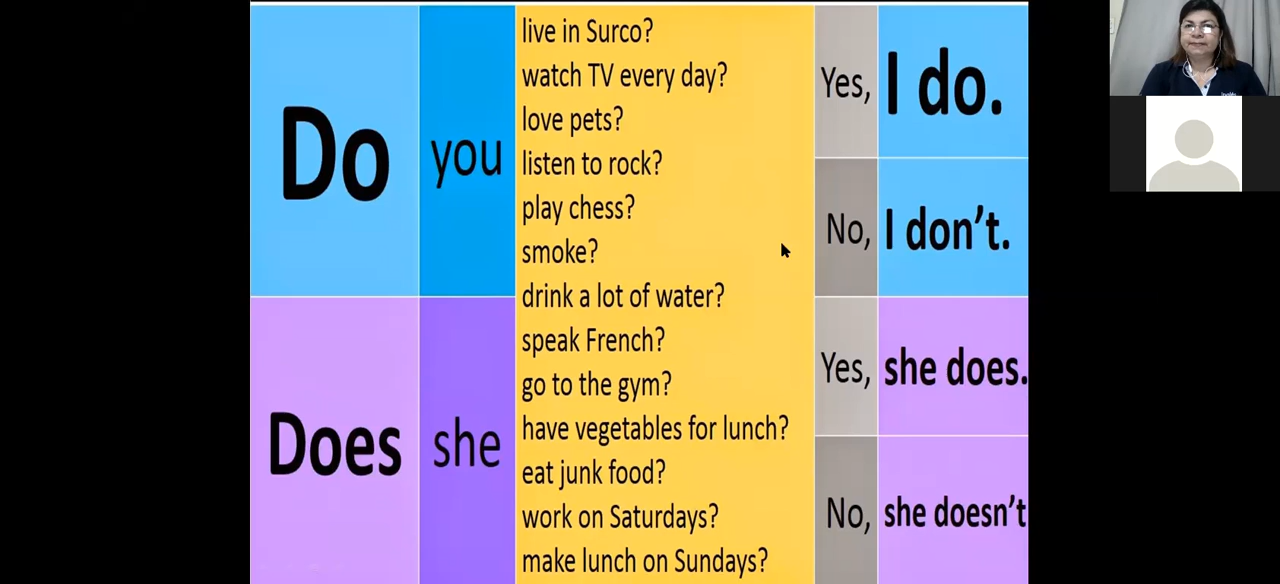 Do
you
live in Surco?
watch TV every day?
love pets?
listen to rock?
play chess?
smoke?
drink a lot of water?
speak French?
go to the gym?
have vegetables for lunch?
eat junk food?
work on Saturdays?
make lunch on Sundays?
Yes, I do.
No, I don't.
Does
she
Yes, she does.
No, she doesn't